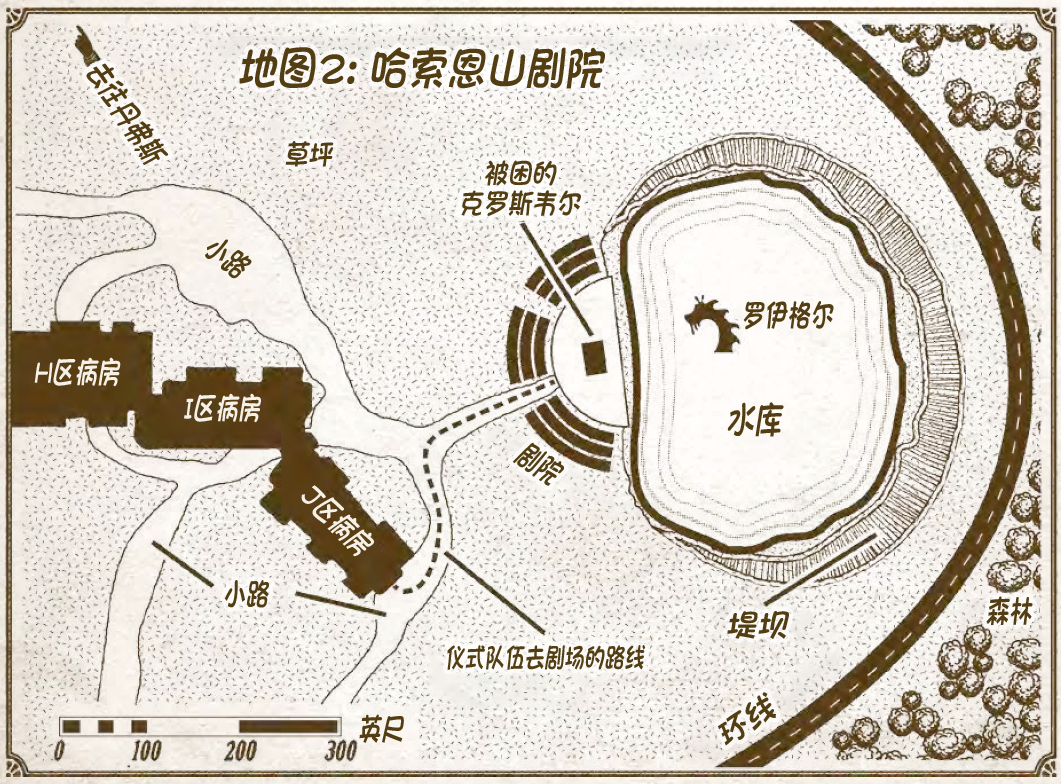 地图2: 哈索恩山剧院
去往丹弗斯
草坪
被困的
克罗斯韦尔
小路
罗伊格尔
H区病房
I区病房
水库
剧院
J区病房
小路
堤坝
森林
仪式队伍去剧场的路线
环线
英尺
0 100 200 300